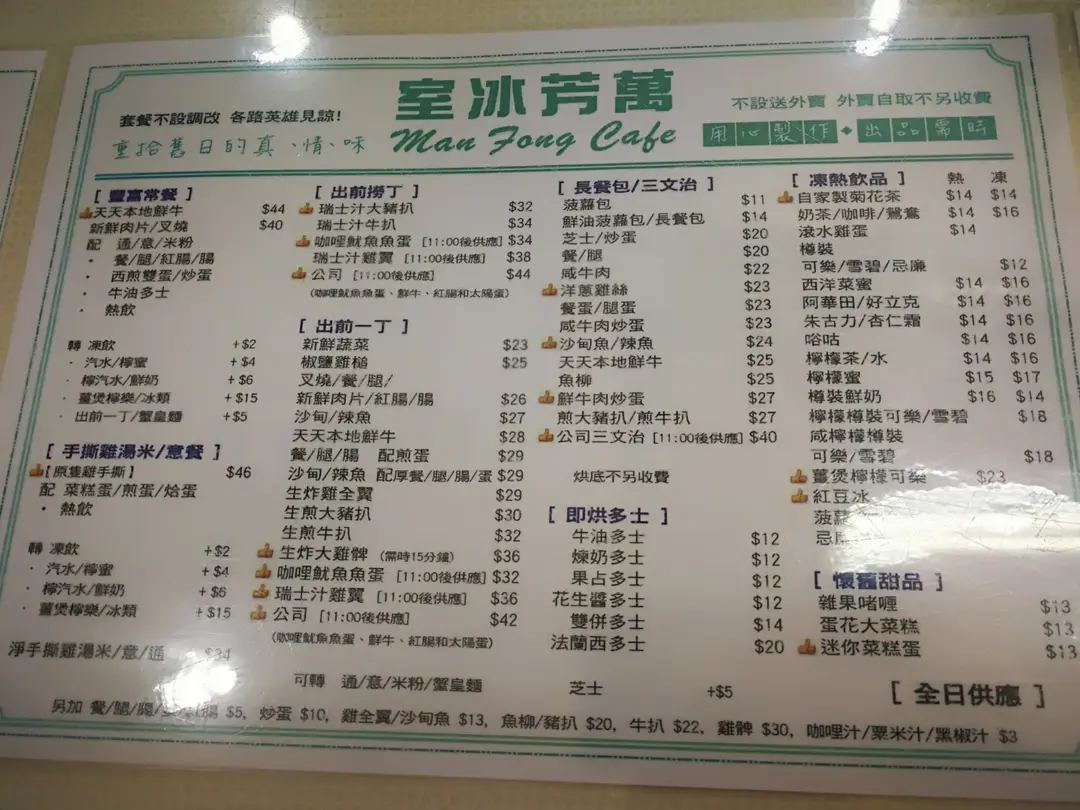 套餐不設調改 各路英雄見諒!
重拾舊日的真、情、味
室冰芳萬
Man Fong Cafe
不設送外賣 外賣自取不另收費
用心製作◆出品需時
[ 豐富常餐 ]
天天本地鮮牛 $44
新鮮肉片/叉燒 $40
配 通/意/米粉
· 餐/腿/紅腸/腸
· 西煎雙蛋/炒蛋
· 牛油多士
· 熱飲
轉 凍飲 +$2
· 汽水/檸蜜 +$4
· 檸汽水/鮮奶 +$6
· 薑煲檸樂/冰類 +$15
· 出前一丁/蟹皇麵 +$5
[ 手撕雞湯米/意餐 ]
【原隻雞手撕】 $46
配 菜糕蛋/煎蛋/烚蛋
· 熱飲
轉 凍飲 +$2
· 汽水/檸蜜 +$4
· 檸汽水/鮮奶 +$6
· 薑煲檸樂/冰類 +$15
淨手撕雞湯米/意/通 $34
[ 出前撈丁 ]
瑞士汁大豬扒 $32
瑞士汁牛扒 $34
咖哩魷魚魚蛋 [11:00後供應] $34
瑞士汁雞翼 [11:00後供應] $38
公司 [11:00後供應] $44
(咖哩魷魚魚蛋、鮮牛、紅腸和太陽蛋)
[ 出前一丁 ]
新鮮蔬菜 $23
椒鹽雞槌 $25
叉燒/餐/腿/
新鮮肉片/紅腸/腸 $26
沙甸/辣魚 $27
天天本地鮮牛 $28
餐/腿/腸 配煎蛋 $29
沙甸/辣魚 配厚餐/腿/腸/蛋 $29
生炸雞全翼 $29
生煎大豬扒 $30
生煎牛扒 $32
生炸大雞髀 (需時15分鐘) $36
咖哩魷魚魚蛋 [11:00後供應] $32
瑞士汁雞翼 [11:00後供應] $36
公司 [11:00後供應] $42
(咖哩魷魚魚蛋、鮮牛、紅腸和太陽蛋)
可轉 通/意/米粉/蟹皇麵
[ 長餐包/三文治 ]
菠蘿包 $11
鮮油菠蘿包/長餐包 $14
芝士/炒蛋 $20
餐/腿 $20
咸牛肉 $22
洋蔥雞絲 $23
餐蛋/腿蛋 $23
咸牛肉炒蛋 $23
沙甸魚/辣魚 $24
天天本地鮮牛 $25
魚柳 $25
鮮牛肉炒蛋 $27
煎大豬扒/煎牛扒 $27
公司三文治 [11:00後供應] $40
烘底不另收費
[ 即烘多士 ]
牛油多士 $12
煉奶多士 $12
果占多士 $12
花生醬多士 $12
雙併多士 $14
法蘭西多士 $20
芝士 +$5
[ 凍熱飲品 ] 熱 凍
自家製菊花茶 $14 $14
奶茶/咖啡/鴛鴦 $14 $16
滾水雞蛋 $14
樽裝
可樂/雪碧/忌廉 $12
西洋菜蜜 $14 $16
阿華田/好立克 $14 $16
朱古力/杏仁霜 $14 $16
唂咕 $14 $16
檸檬茶/水 $14 $16
檸檬蜜 $15 $17
樽裝鮮奶 $16 $14
檸檬樽裝可樂/雪碧 $18
咸檸檬樽裝
可樂/雪碧 $18
薑煲檸檬可樂 $23
紅豆冰
菠蘿
忌廉
[ 懷舊甜品 ]
雜果啫喱 $13
蛋花大菜糕 $13
迷你菜糕蛋 $13
[ 全日供應 ]
另加 餐/腿/腸/ $5, 炒蛋 $10, 雞全翼/沙甸魚 $13, 魚柳/豬扒 $20, 牛扒 $22, 雞髀 $30, 咖哩汁/粟米汁/黑椒汁 $3